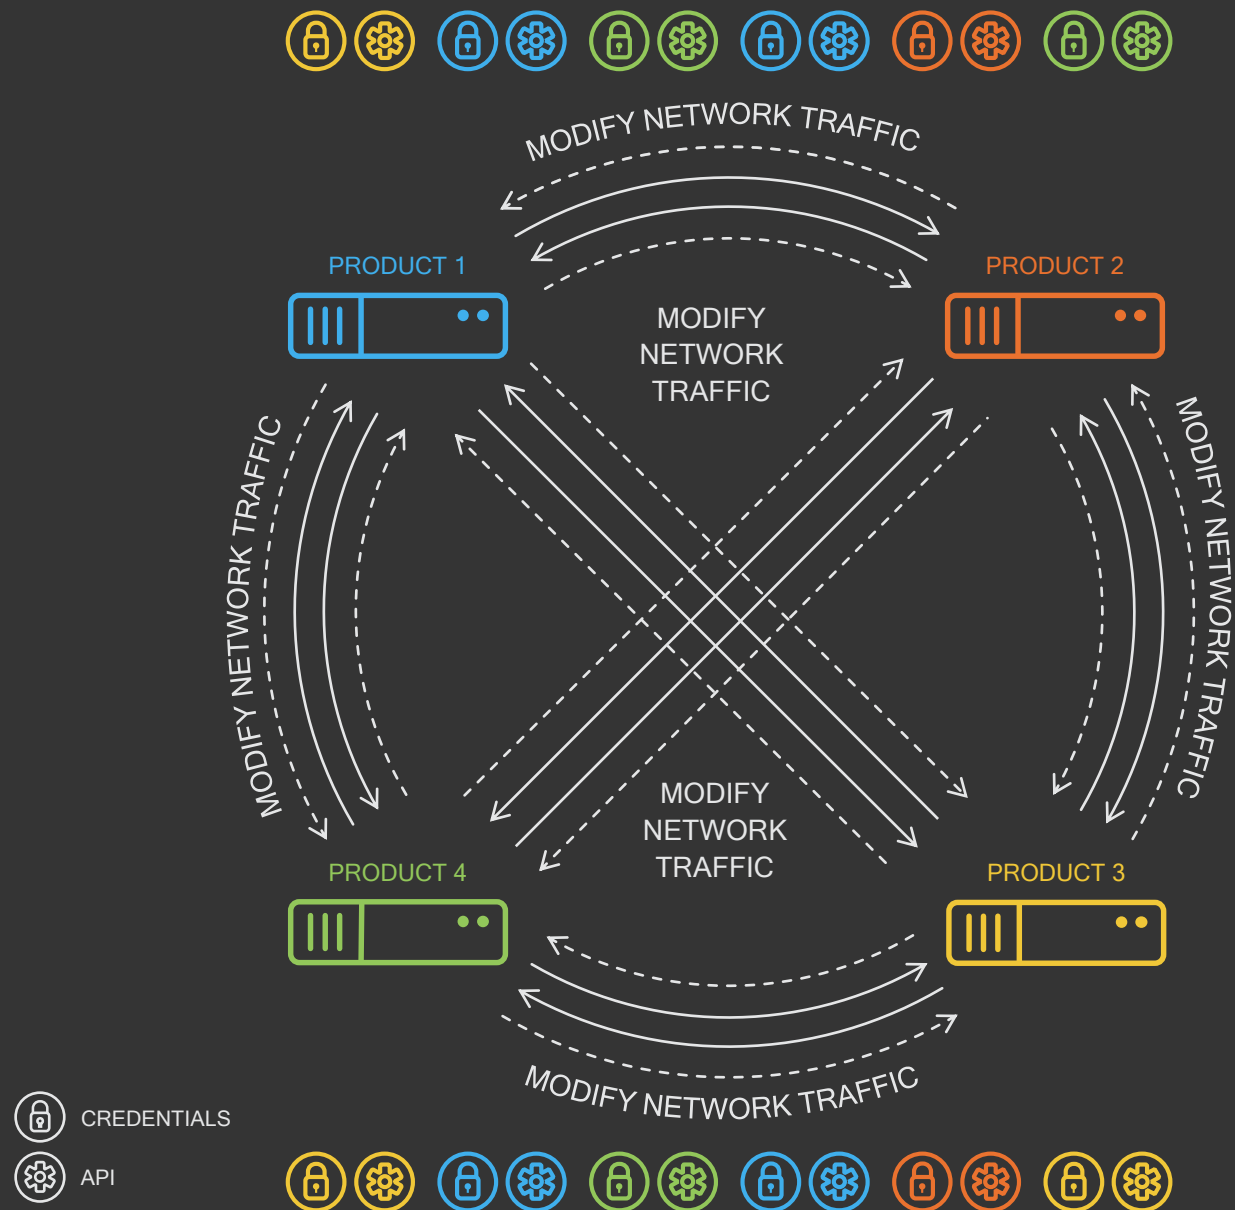 MODIFY NETWORK TRAFFIC
PRODUCT 1
PRODUCT 2
MODIFY
NETWORK
TRAFFIC
MODIFY NETWORK TRAFFIC
MODIFY NETWORK TRAFFIC
MODIFY
NETWORK
TRAFFIC
PRODUCT 4
PRODUCT 3
MODIFY NETWORK TRAFFIC
CREDENTIALS
API